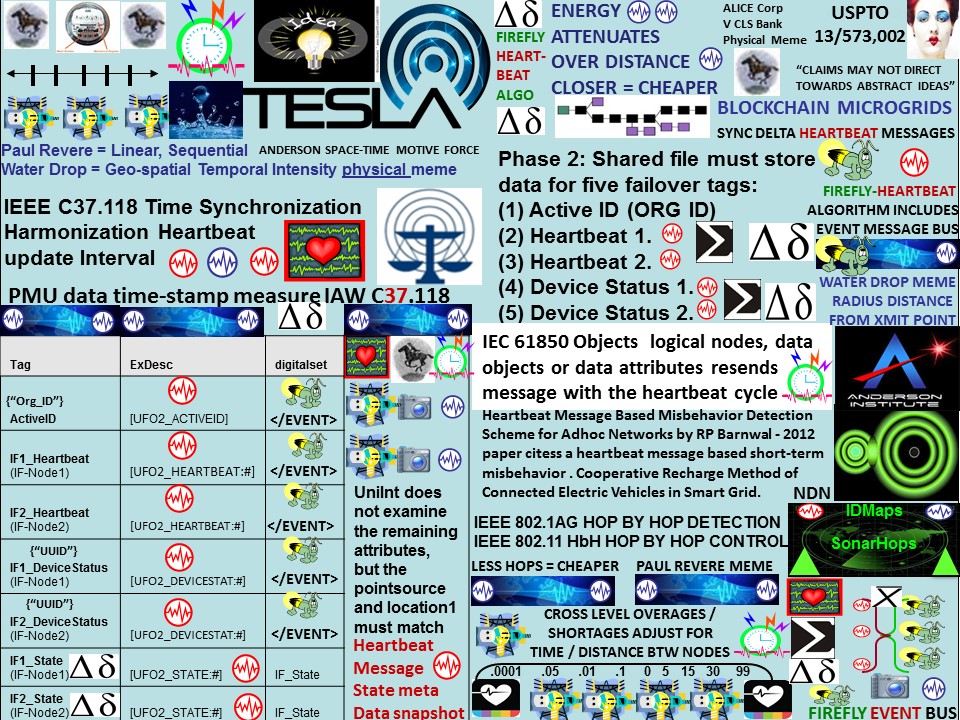 Idea
TESLA
ANDERSON SPACE-TIME MOTIVE FORCE
Paul Revere = Linear, Sequential
Water Drop = Geo-spatial Temporal Intensity physical meme
IEEE C37.118 Time Synchronization
Harmonization Heartbeat
update Interval
PMU data time-stamp measure IAW C37.118
Δδ
FIREFLY
HEART-
BEAT
ALGO
Δδ
ENERGY
ATTENUATES
OVER DISTANCE
CLOSER = CHEAPER
ALICE Corp
V CLS Bank
Physical Meme
USPTO
13/573,002
“CLAIMS MAY NOT DIRECT
TOWARDS ABSTRACT IDEAS”
BLOCKCHAIN MICROGRIDS
SYNC DELTA HEARTBEAT MESSAGES
Phase 2: Shared file must store
data for five failover tags:
(1) Active ID (ORG ID)
(2) Heartbeat 1.
(3) Heartbeat 2.
(4) Device Status 1.
(5) Device Status 2.
Σ Δδ
Σ Δδ
FIREFLY-HEARTBEAT
ALGORITHM INCLUDES
EVENT MESSAGE BUS
WATER DROP MEME
RADIUS DISTANCE
FROM XMIT POINT
Δδ
Tag ExDesc digitalset
{“Org_ID”}
ActiveID [UFO2_ACTIVEID] </EVENT>
IF1_Heartbeat
(IF-Node1) [UFO2_HEARTBEAT:#] </EVENT>
IF2_Heartbeat
(IF-Node2) [UFO2_HEARTBEAT:#] </EVENT>
{“UUID”}
IF1_DeviceStatus
(IF-Node1) [UFO2_DEVICESTAT:#] </EVENT>
{“UUID”}
IF2_DeviceStatus
(IF-Node2) [UFO2_DEVICESTAT:#] </EVENT>
IF1_State
(IF-Node1) Δδ [UFO2_STATE:#] IF_State
IF2_State
(IF-Node2) Δδ [UFO2_STATE:#] IF_State
UniInt does
not examine
the remaining
attributes,
but the
pointsource
and location1
must match
Heartbeat
Message
State meta
Data snapshot
IEC 61850 Objects logical nodes, data
objects or data attributes resends
message with the heartbeat cycle
ANDERSON
INSTITUTE
Heartbeat Message Based Misbehavior Detection
Scheme for Adhoc Networks by RP Barnwal - 2012
paper citess a heartbeat message based short-term
misbehavior . Cooperative Recharge Method of
Connected Electric Vehicles in Smart Grid.
NDN
IEEE 802.1AG HOP BY HOP DETECTION
IEEE 802.11 HbH HOP BY HOP CONTROL
IDMaps
SonarHops
LESS HOPS = CHEAPER
PAUL REVERE MEME
CROSS LEVEL OVERAGES /
SHORTAGES ADJUST FOR
TIME / DISTANCE BTW NODES
.0001 .05 .01 .1 0 5 15 30 99
Σ
Δδ
X
FIREFLY EVENT BUS